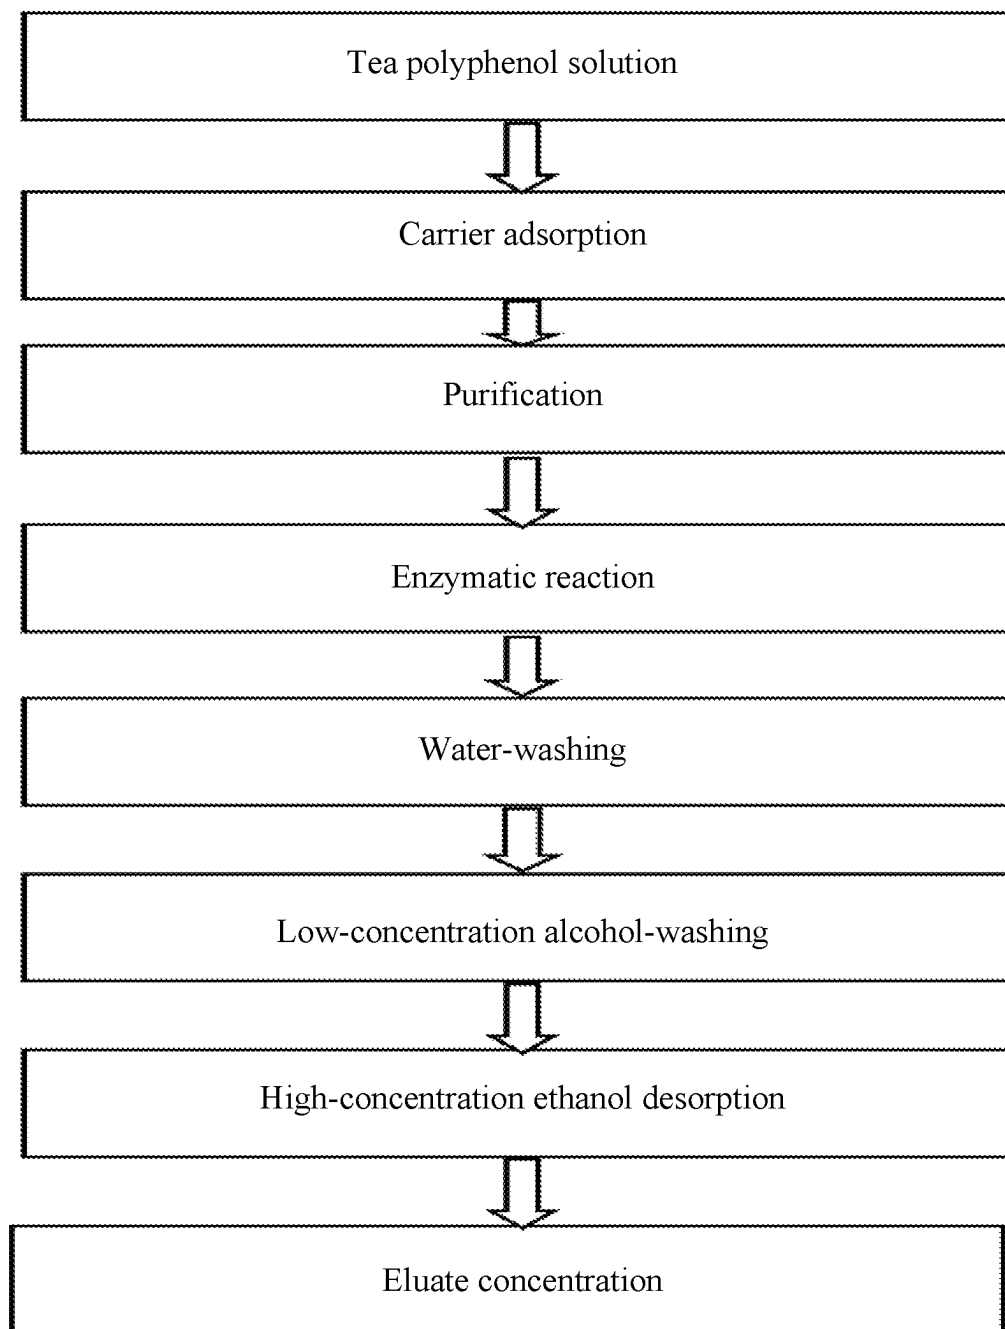 Tea polyphenol solution
Carrier adsorption
Purification
Enzymatic reaction
Water-washing
Low-concentration alcohol-washing
High-concentration ethanol desorption
Eluate concentration